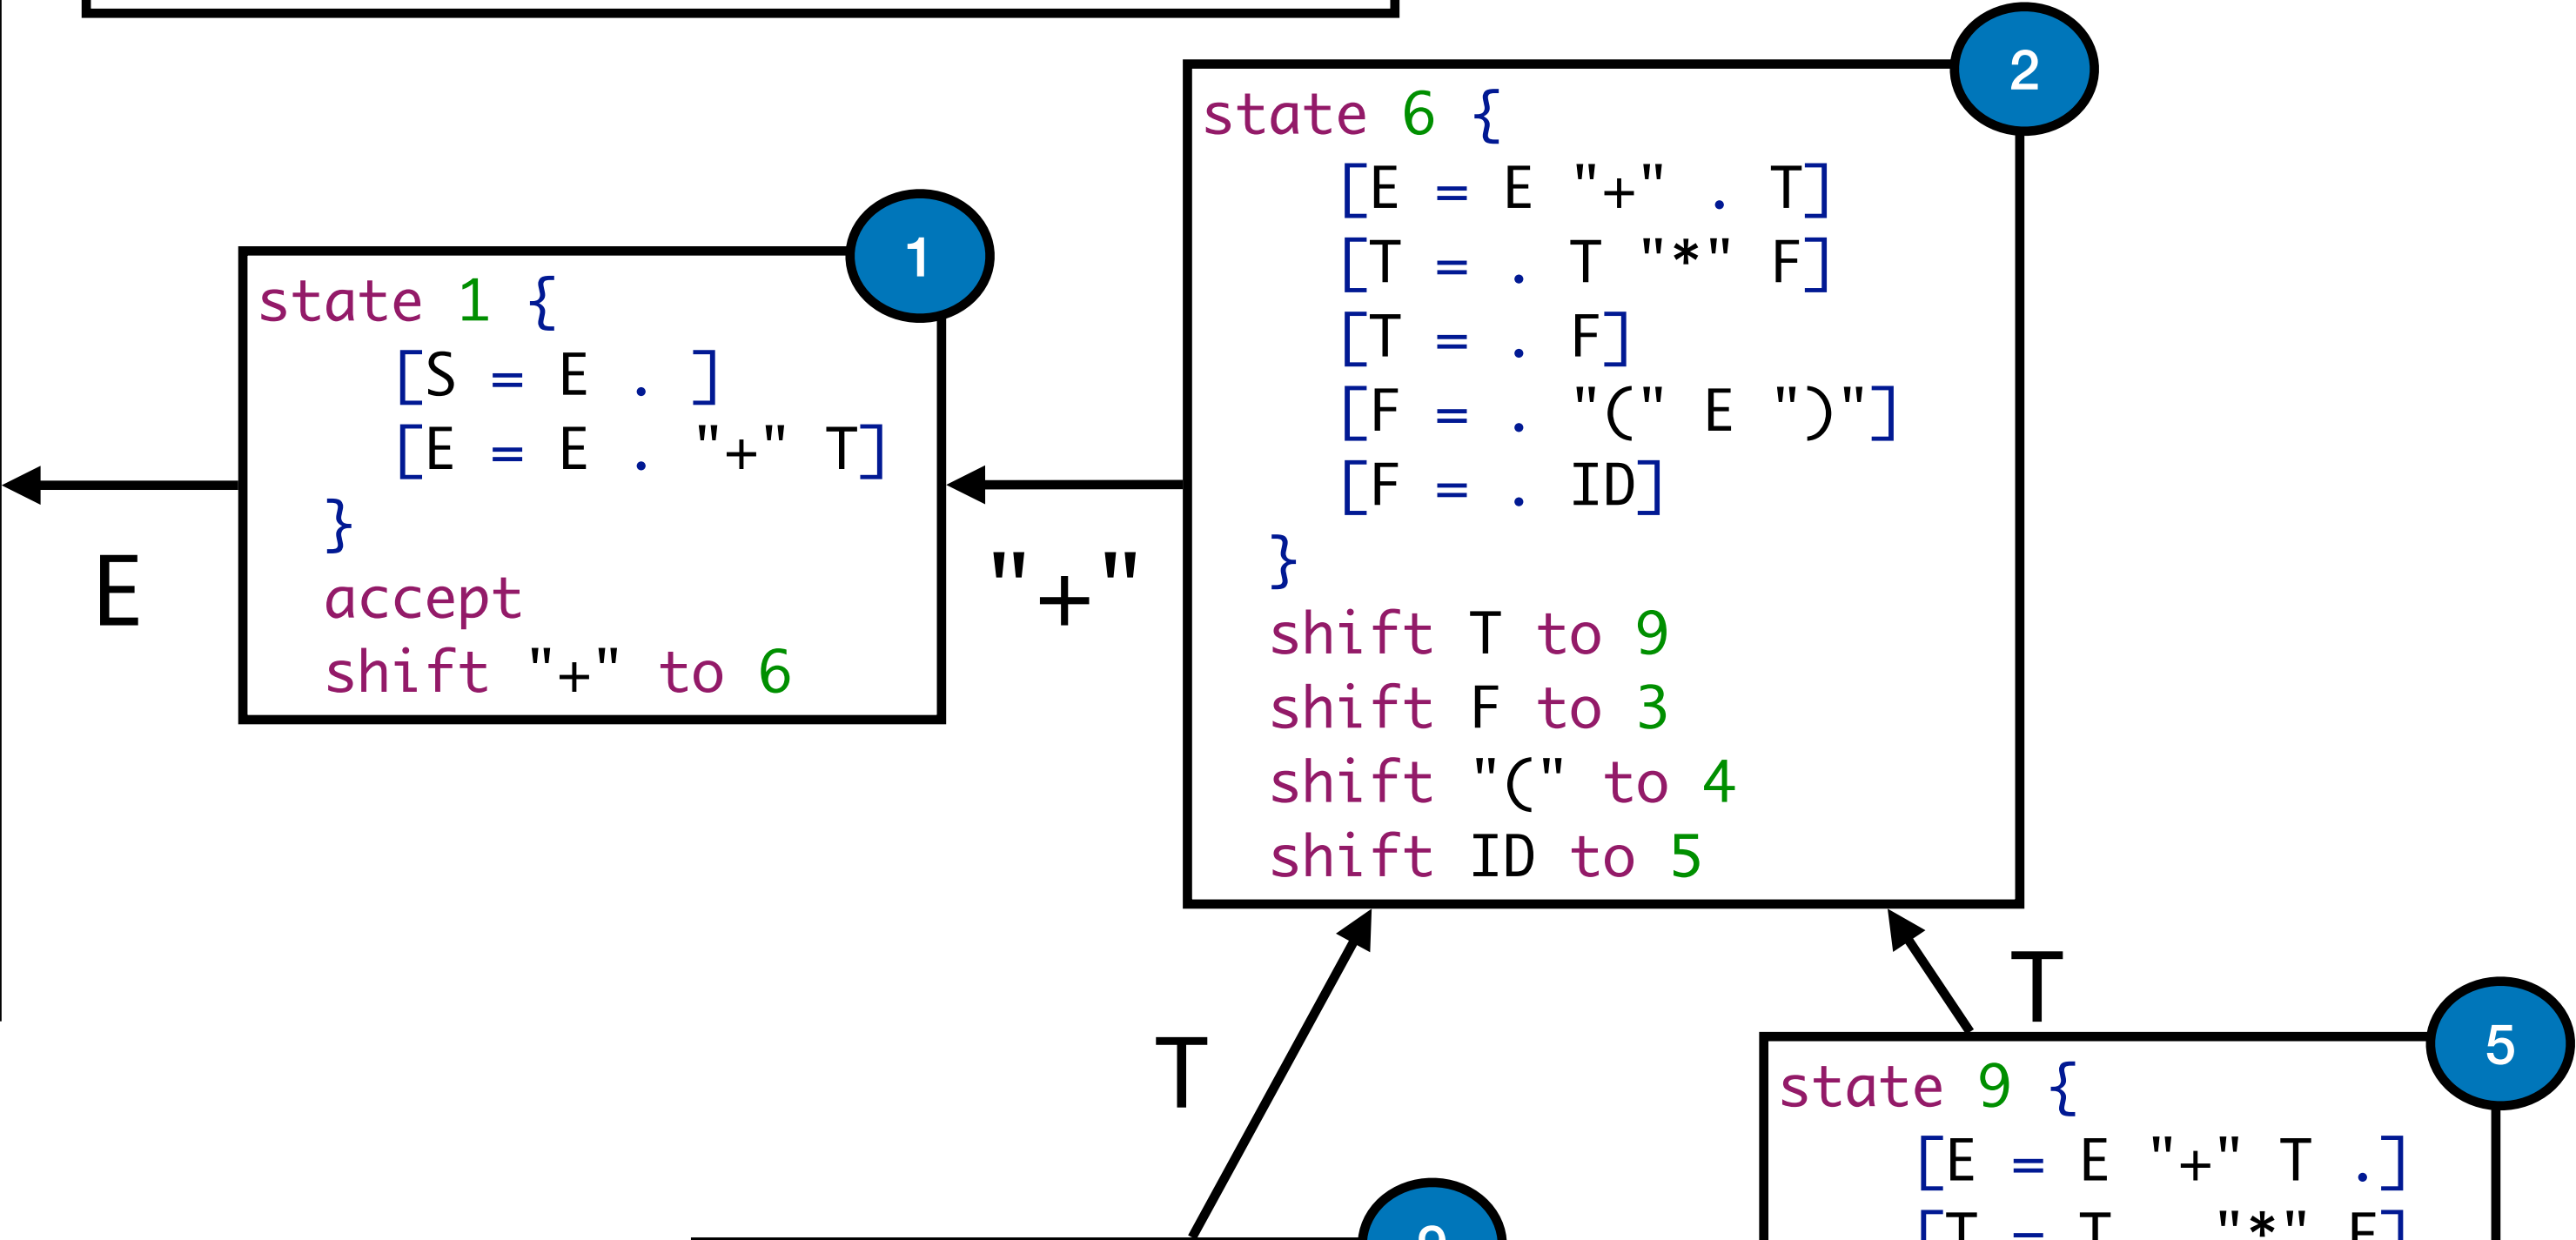 2
state 6 {
[E = E "+" . T]
[T = . T "*" F]
[T = . F]
[F = . "(" E ")"]
[F = . ID]
}
shift T to 9
shift F to 3
shift "(" to 4
shift ID to 5
1
state 1 {
[S = E . ]
[E = E . "+" T]
}
accept
shift "+" to 6
E
"+"
T
T
5
state 9 {
[E = E "+" T .]